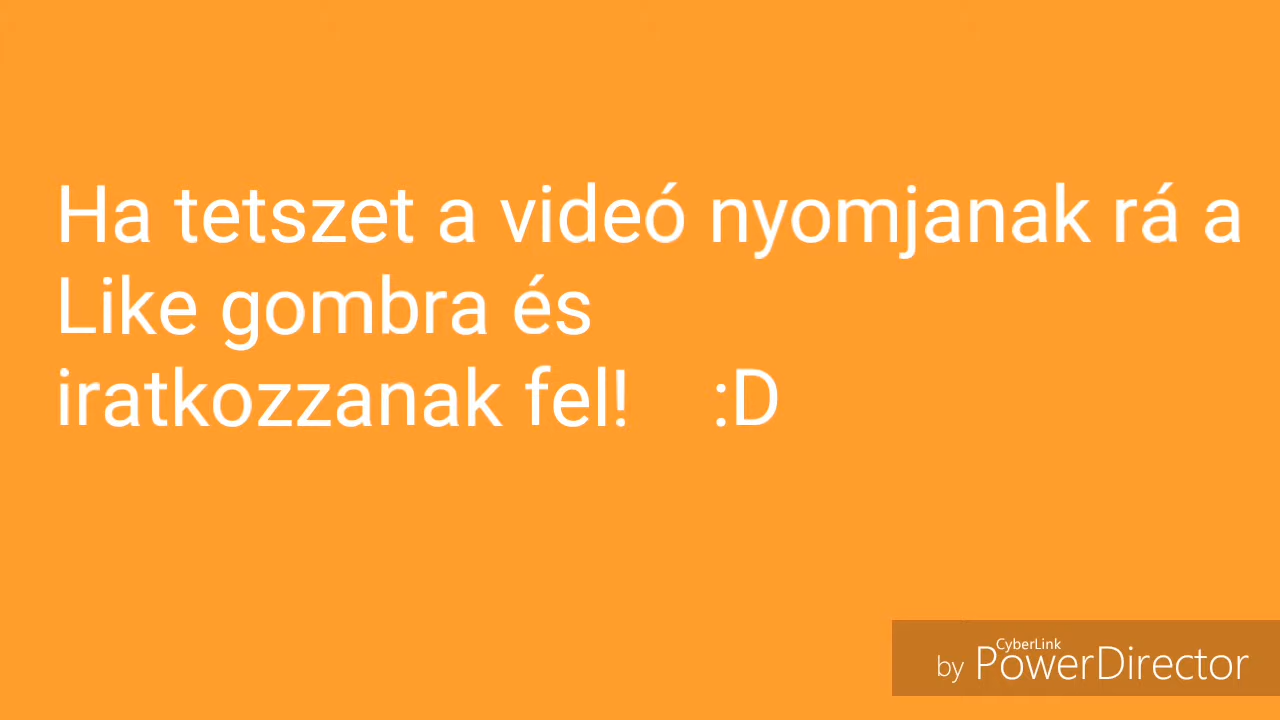 Ha tetszet a videó nyomjanak rá a
Like gombra és
iratkozzanak fel! :D
CyberLink
by PowerDirector